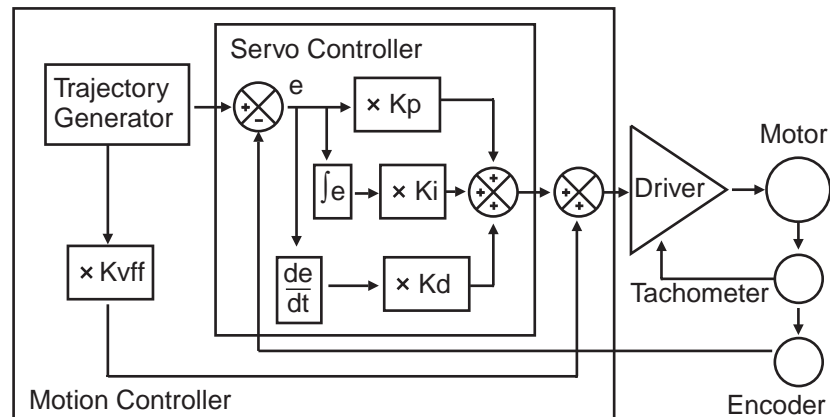 Servo Controller
Trajectory
Generator
+
−
e
× Kp
∫e
× Ki
+
+
+
+
+
de
dt
× Kd
× Kvff
Driver
Motor
Tachometer
Encoder
Motion Controller